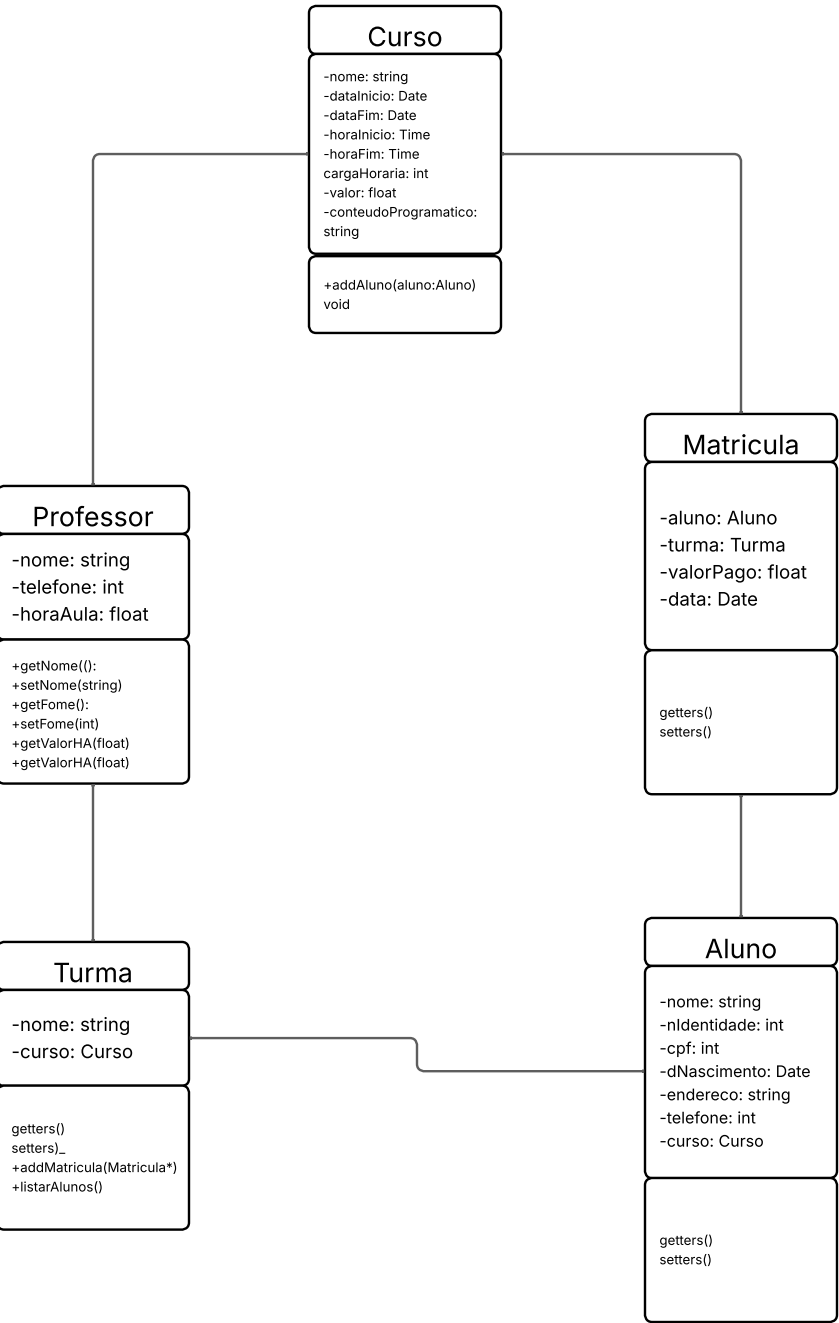 Curso
-nome: string
-dataInicio: Date
-dataFim: Date
-horaInicio: Time
-horaFim: Time
cargaHoraria: int
-valor: float
-conteudoProgramatico:
string
+addAluno(aluno:Aluno)
void
Matricula
-aluno: Aluno
-turma: Turma
-valorPago: float
-data: Date
getters()
setters()
Professor
-nome: string
-telefone: int
-horaAula: float
+getNome(():
+setNome(string)
+getFome():
+setFome(int)
+getValorHA(float)
+getValorHA(float)
Turma
-nome: string
-curso: Curso
getters()
setters)_
+addMatricula(Matricula*)
+listarAlunos()
Aluno
-nome: string
-nIdentidade: int
-cpf: int
-dNascimento: Date
-endereco: string
-telefone: int
-curso: Curso
getters()
setters()